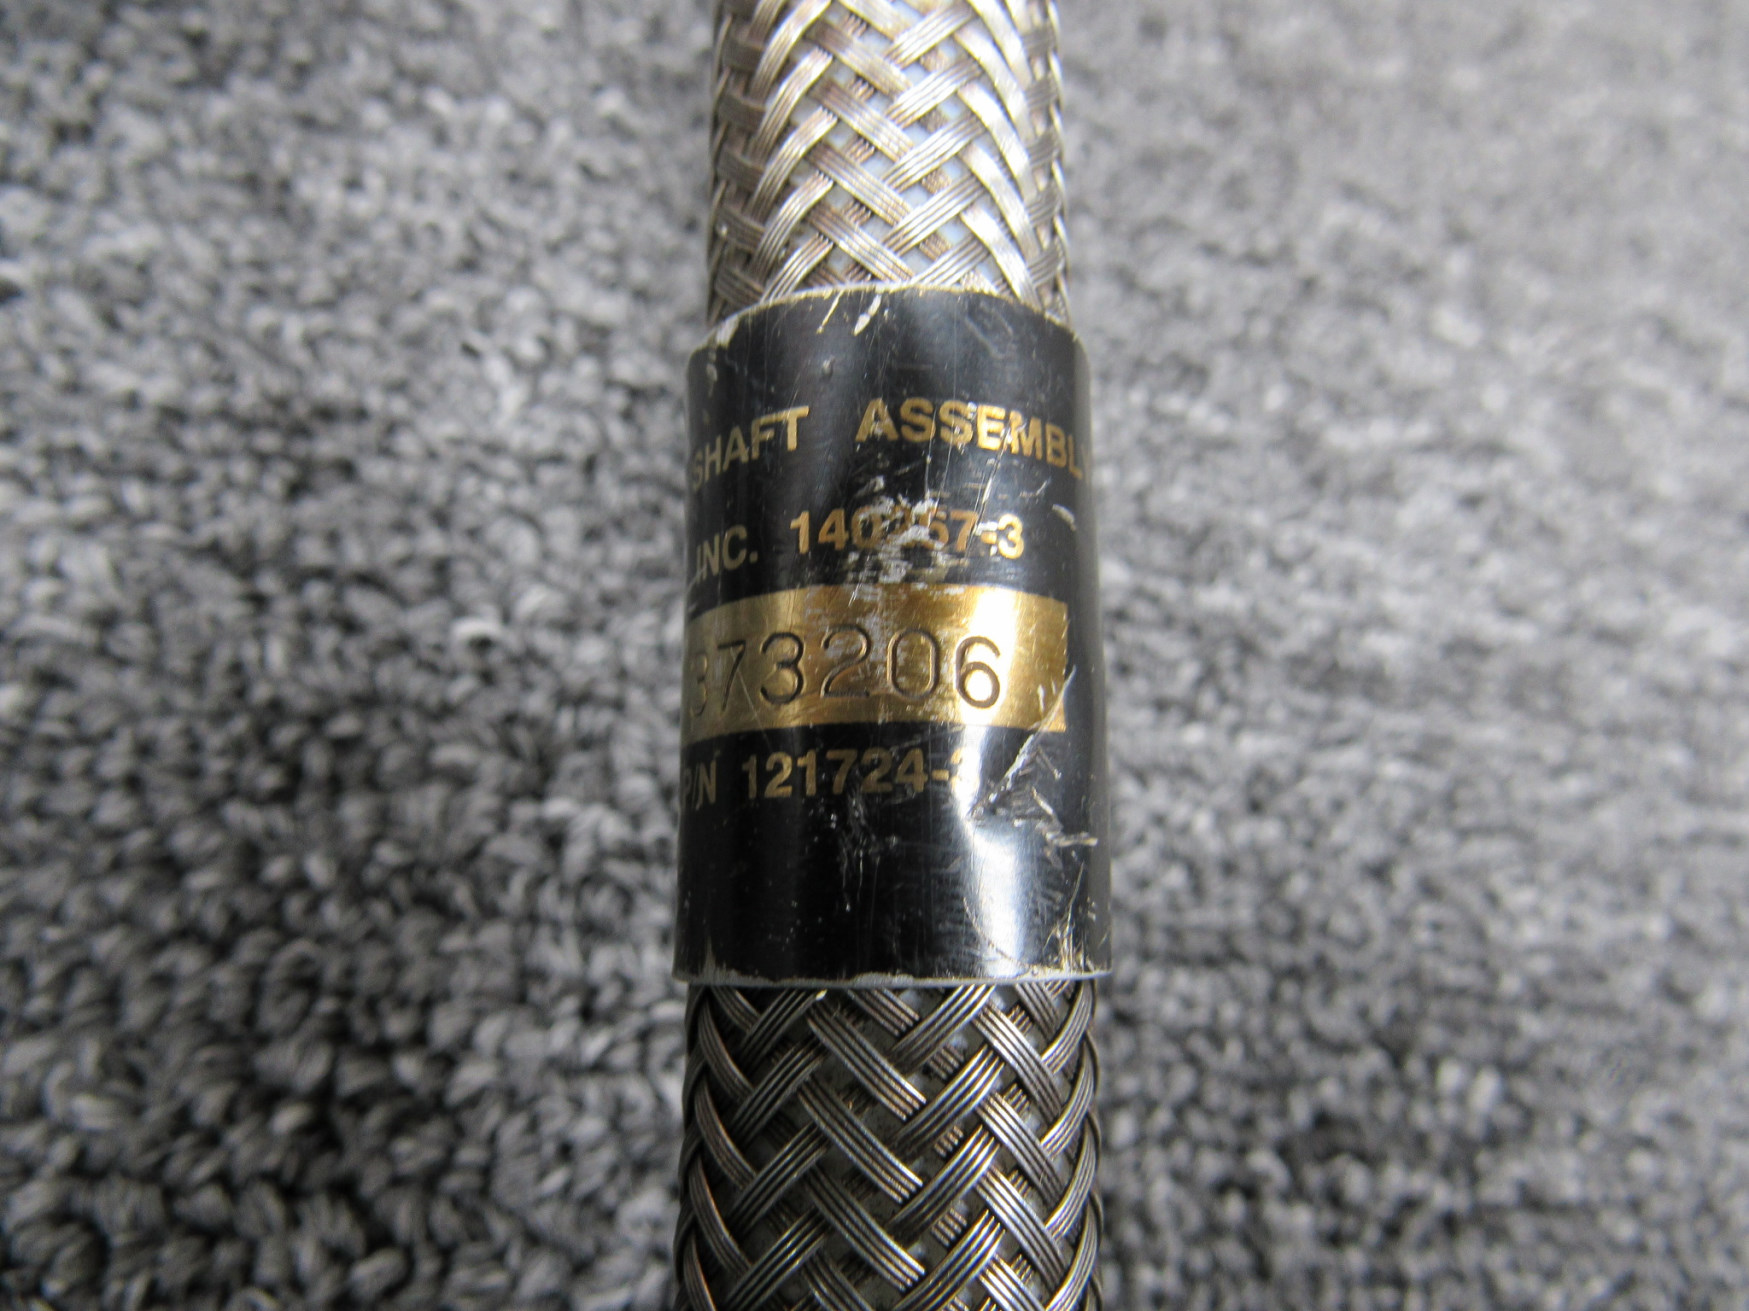 SHAFT ASSEMBL
INC. 140257-3
373206
P/N 121724-